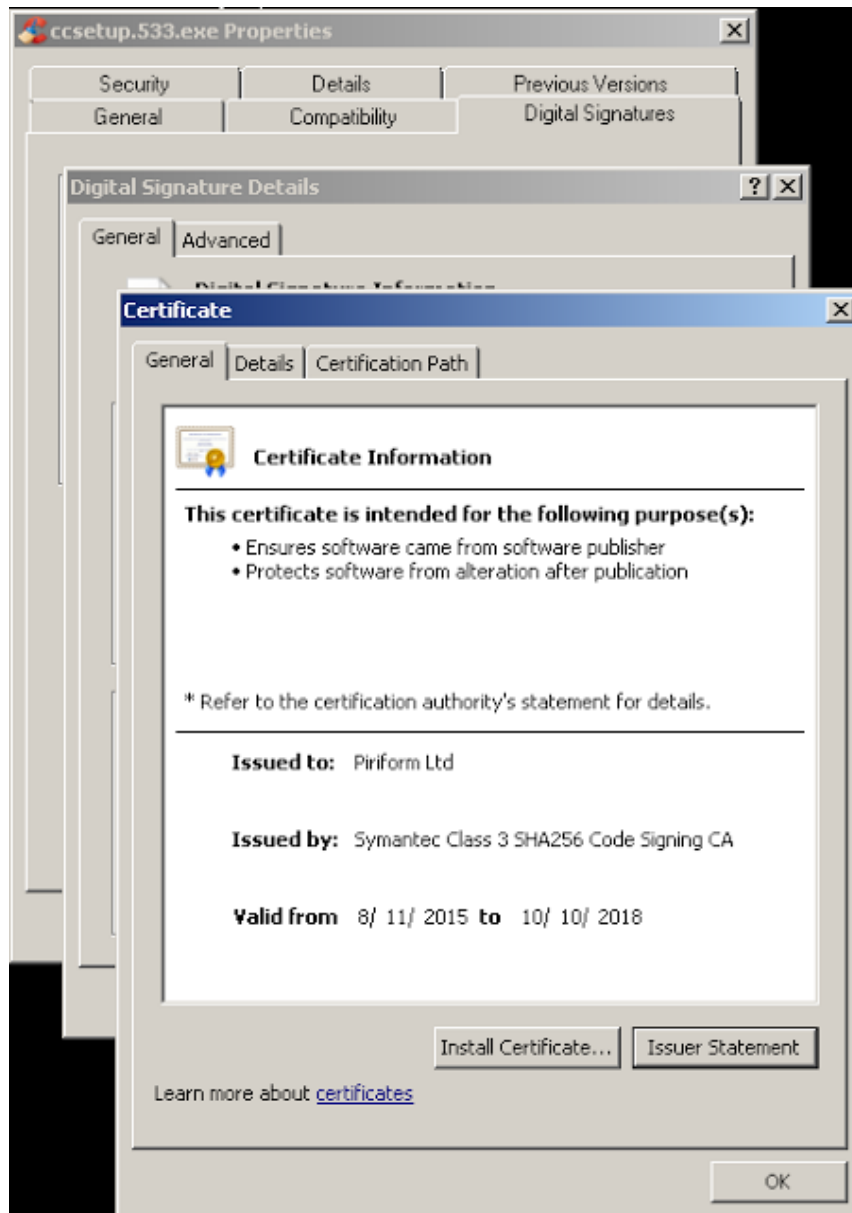 ccsetup.533.exe Properties
Security Details Previous Versions
General Compatibility Digital Signatures
Digital Signature Details
General Advanced
Digital Signature Information
Certificate
General Details Certification Path
Certificate Information
This certificate is intended for the following purpose(s):
• Ensures software came from software publisher
• Protects software from alteration after publication
* Refer to the certification authority's statement for details.
Issued to: Piriform Ltd
Issued by: Symantec Class 3 SHA256 Code Signing CA
Valid from 8/ 11/ 2015 to 10/ 10/ 2018
Install Certificate... Issuer Statement
Learn more about certificates
OK